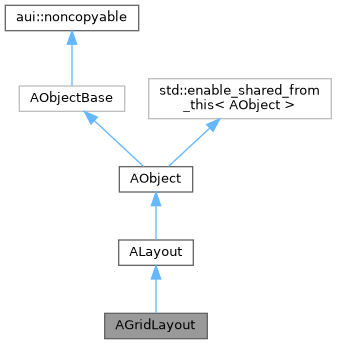 aui::noncopyable
AObjectBase
std::enable_shared_from
_this< AObject >
AObject
ALayout
AGridLayout